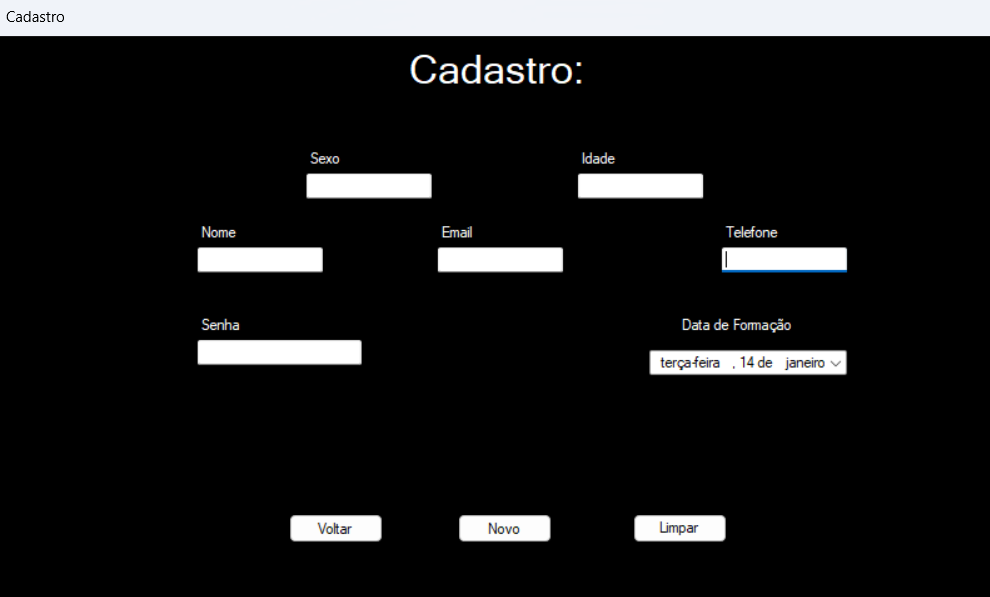 Cadastro
Cadastro:
Sexo Idade
Nome Email Telefone
Senha Data de Formação
terça-feira , 14 de janeiro
Voltar Novo Limpar